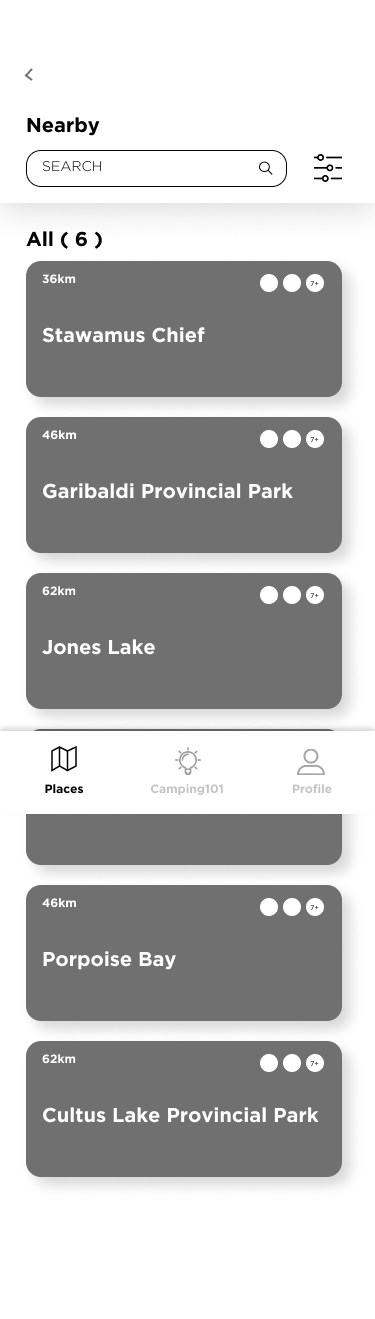 Nearby
SEARCH
All ( 6 )
36km
7+
Stawamus Chief
46km
7+
Garibaldi Provincial Park
62km
7+
Jones Lake
Places
Camping101
Profile
46km
7+
Porpoise Bay
62km
7+
Cultus Lake Provincial Park